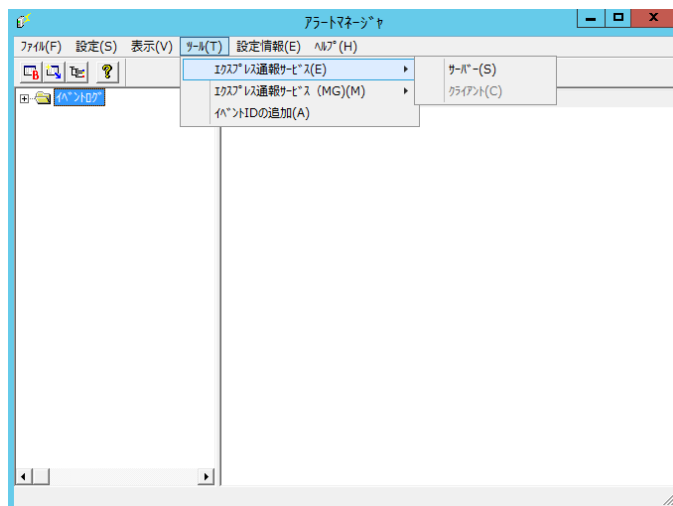 アラートマネージャ
ﾌｧｲﾙ(F) 設定(S) 表示(V) ﾂｰﾙ(T) 設定情報(E) ﾍﾙﾌﾟ(H)
ｴｸｽﾌﾟﾚｽ通報ｻｰﾋﾞｽ(E)
ｻｰﾊﾞｰ(S)
ｲﾍﾞﾝﾄﾛｸﾞ
ｴｸｽﾌﾟﾚｽ通報ｻｰﾋﾞｽ (MG)(M)
ｸﾗｲｱﾝﾄ(C)
ｲﾍﾞﾝﾄIDの追加(A)